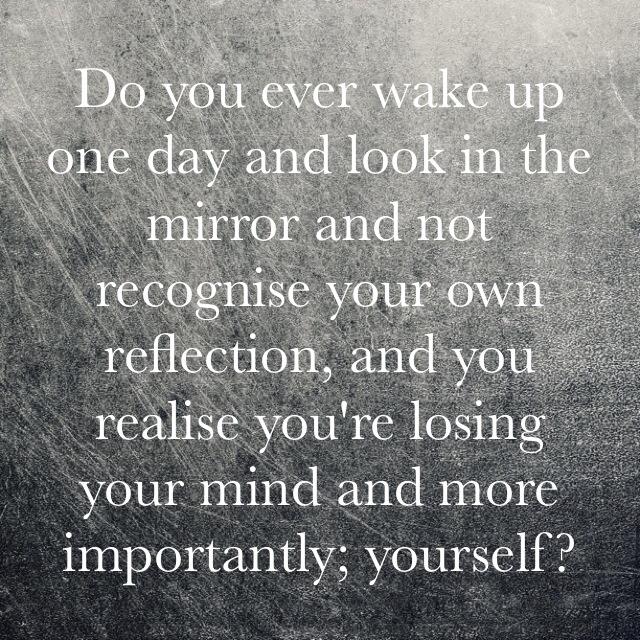 Do you ever wake up
one day and look in the
mirror and not
recognise your own
reflection, and you
realise you're losing
your mind and more
importantly; yourself?